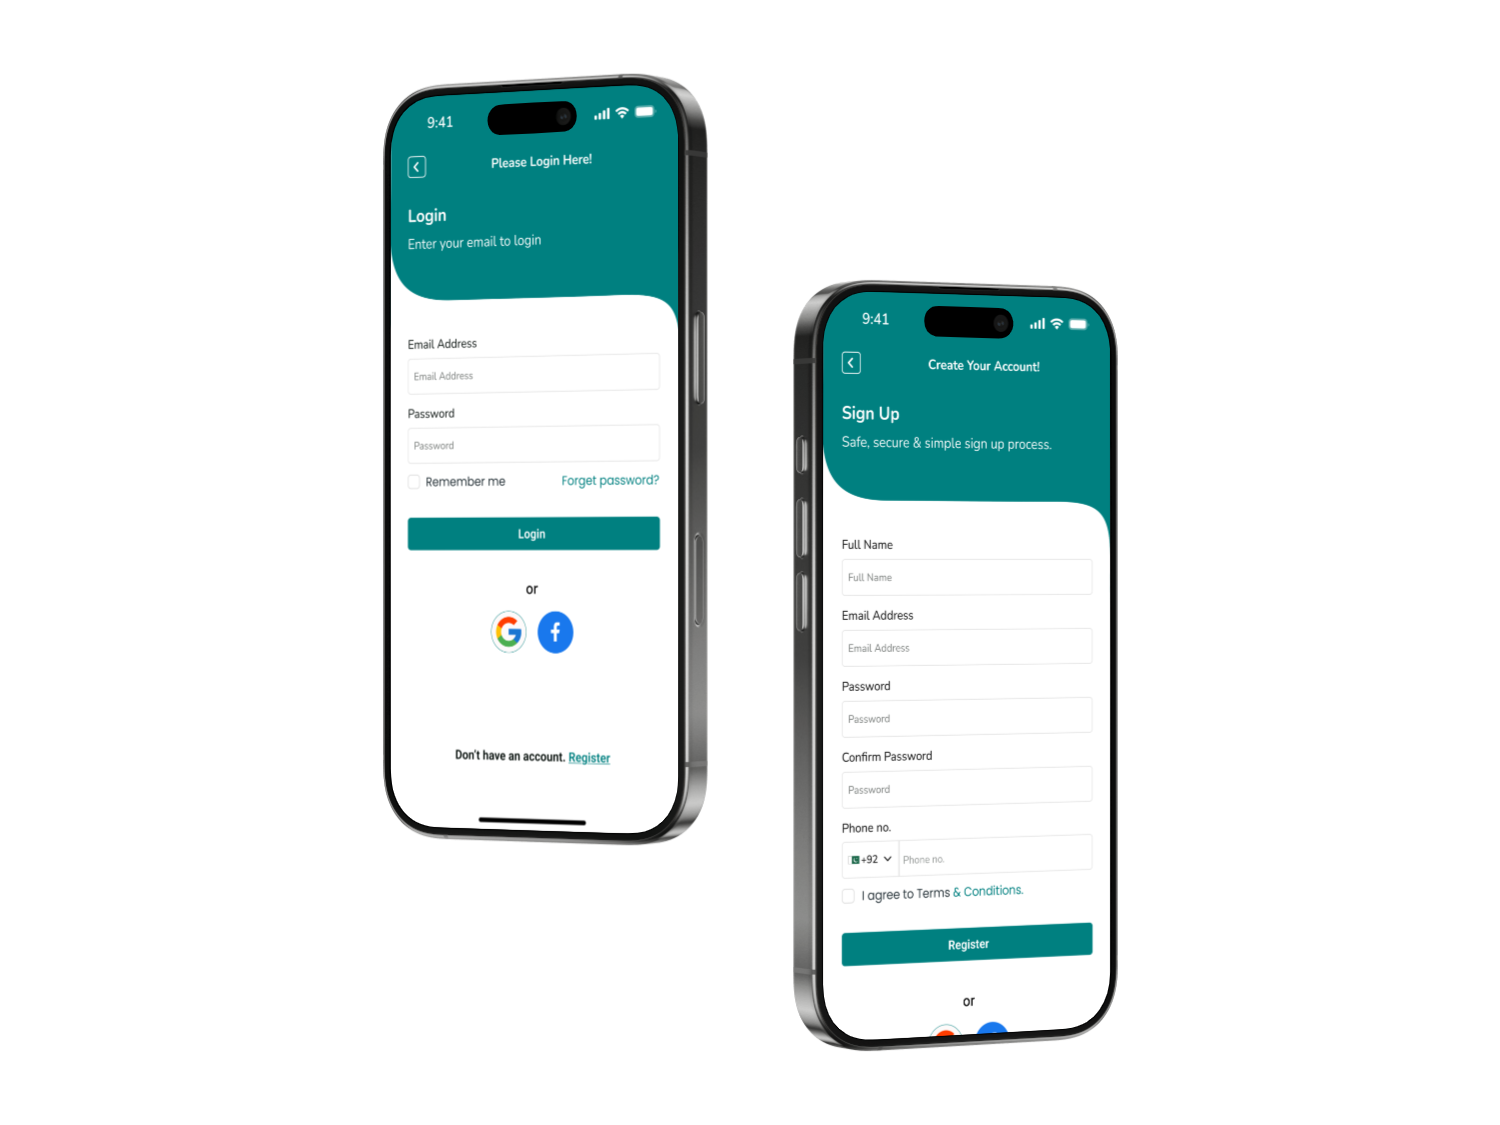 9:41
Please Login Here!
Login
Enter your email to login
Email Address
Email Address
Password
Password
Remember me Forget password?
Login
or
Don't have an account. Register
9:41
Create Your Account!
Sign Up
Safe, secure & simple sign up process.
Full Name
Full Name
Email Address
Email Address
Password
Password
Confirm Password
Password
Phone no.
+92 Phone no.
I agree to Terms & Conditions.
Register
or